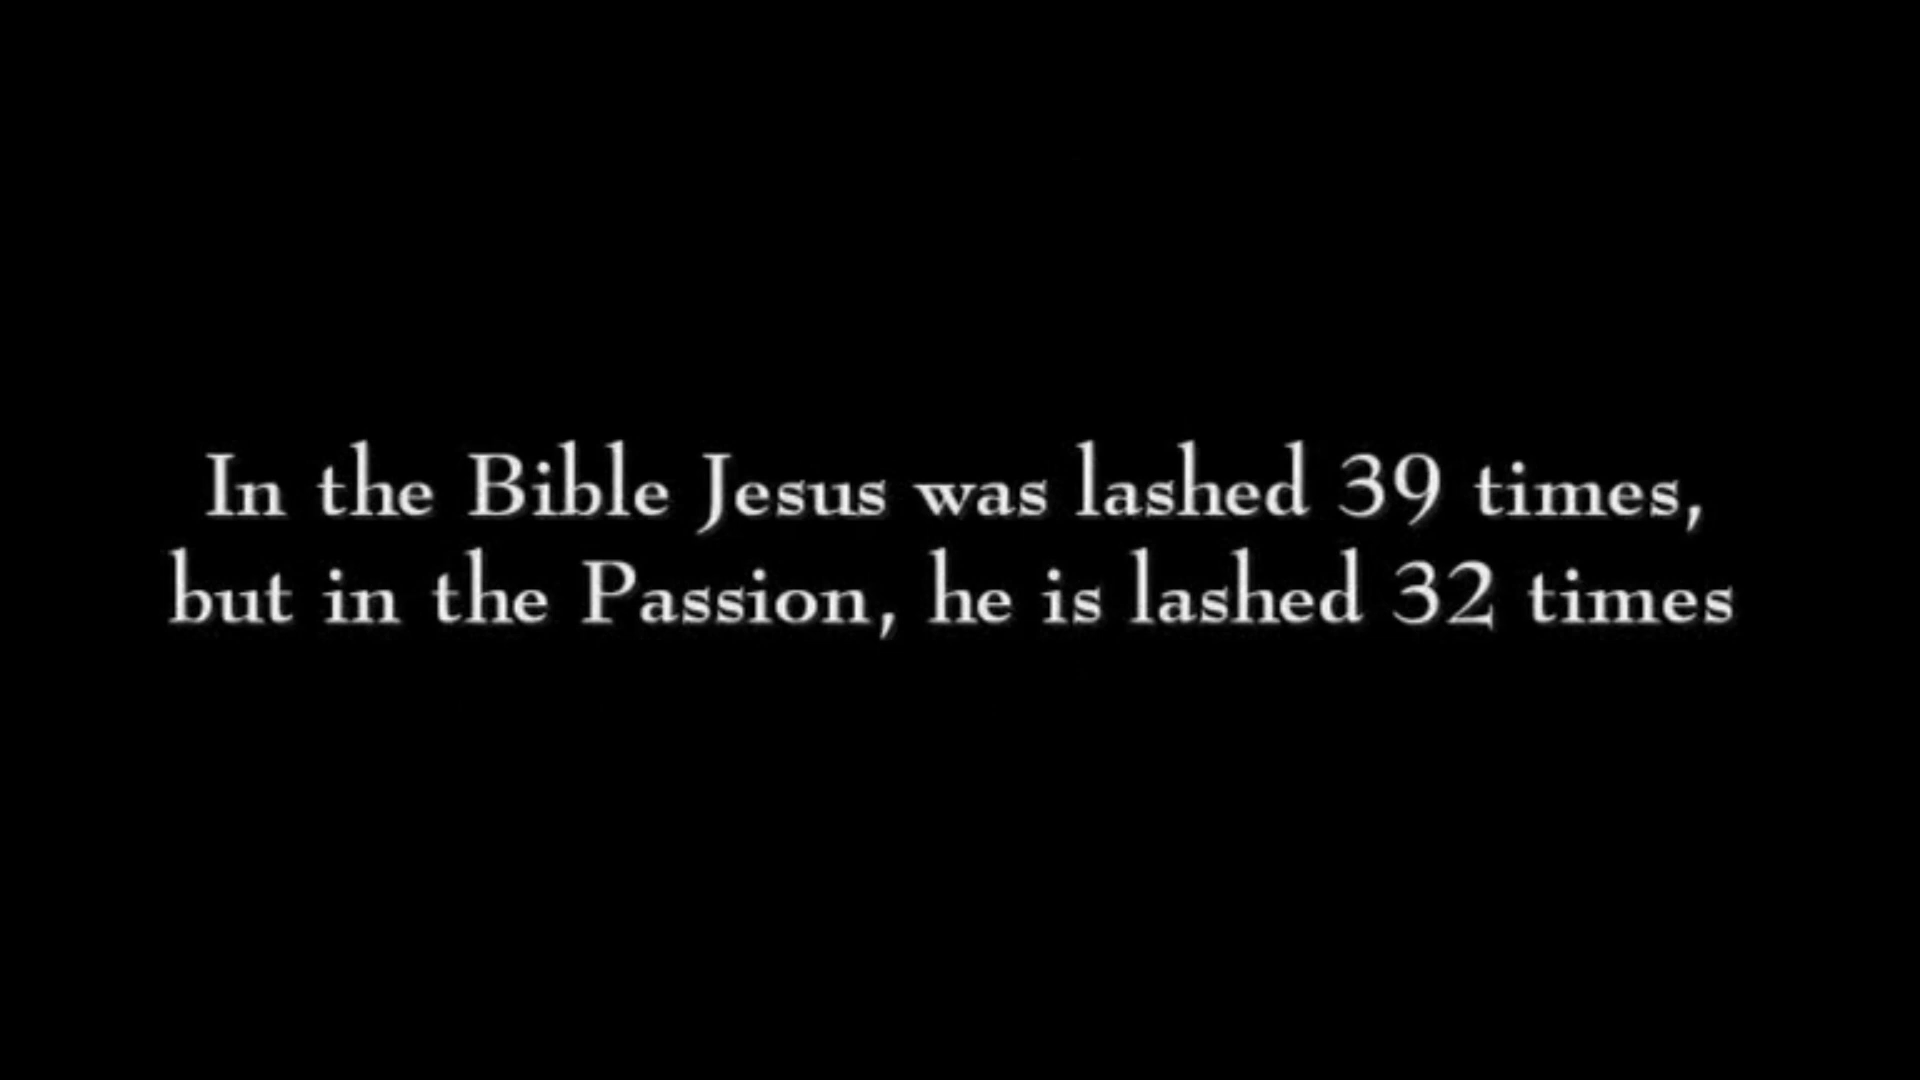 In the Bible Jesus was lashed 39 times,
but in the Passion, he is lashed 32 times